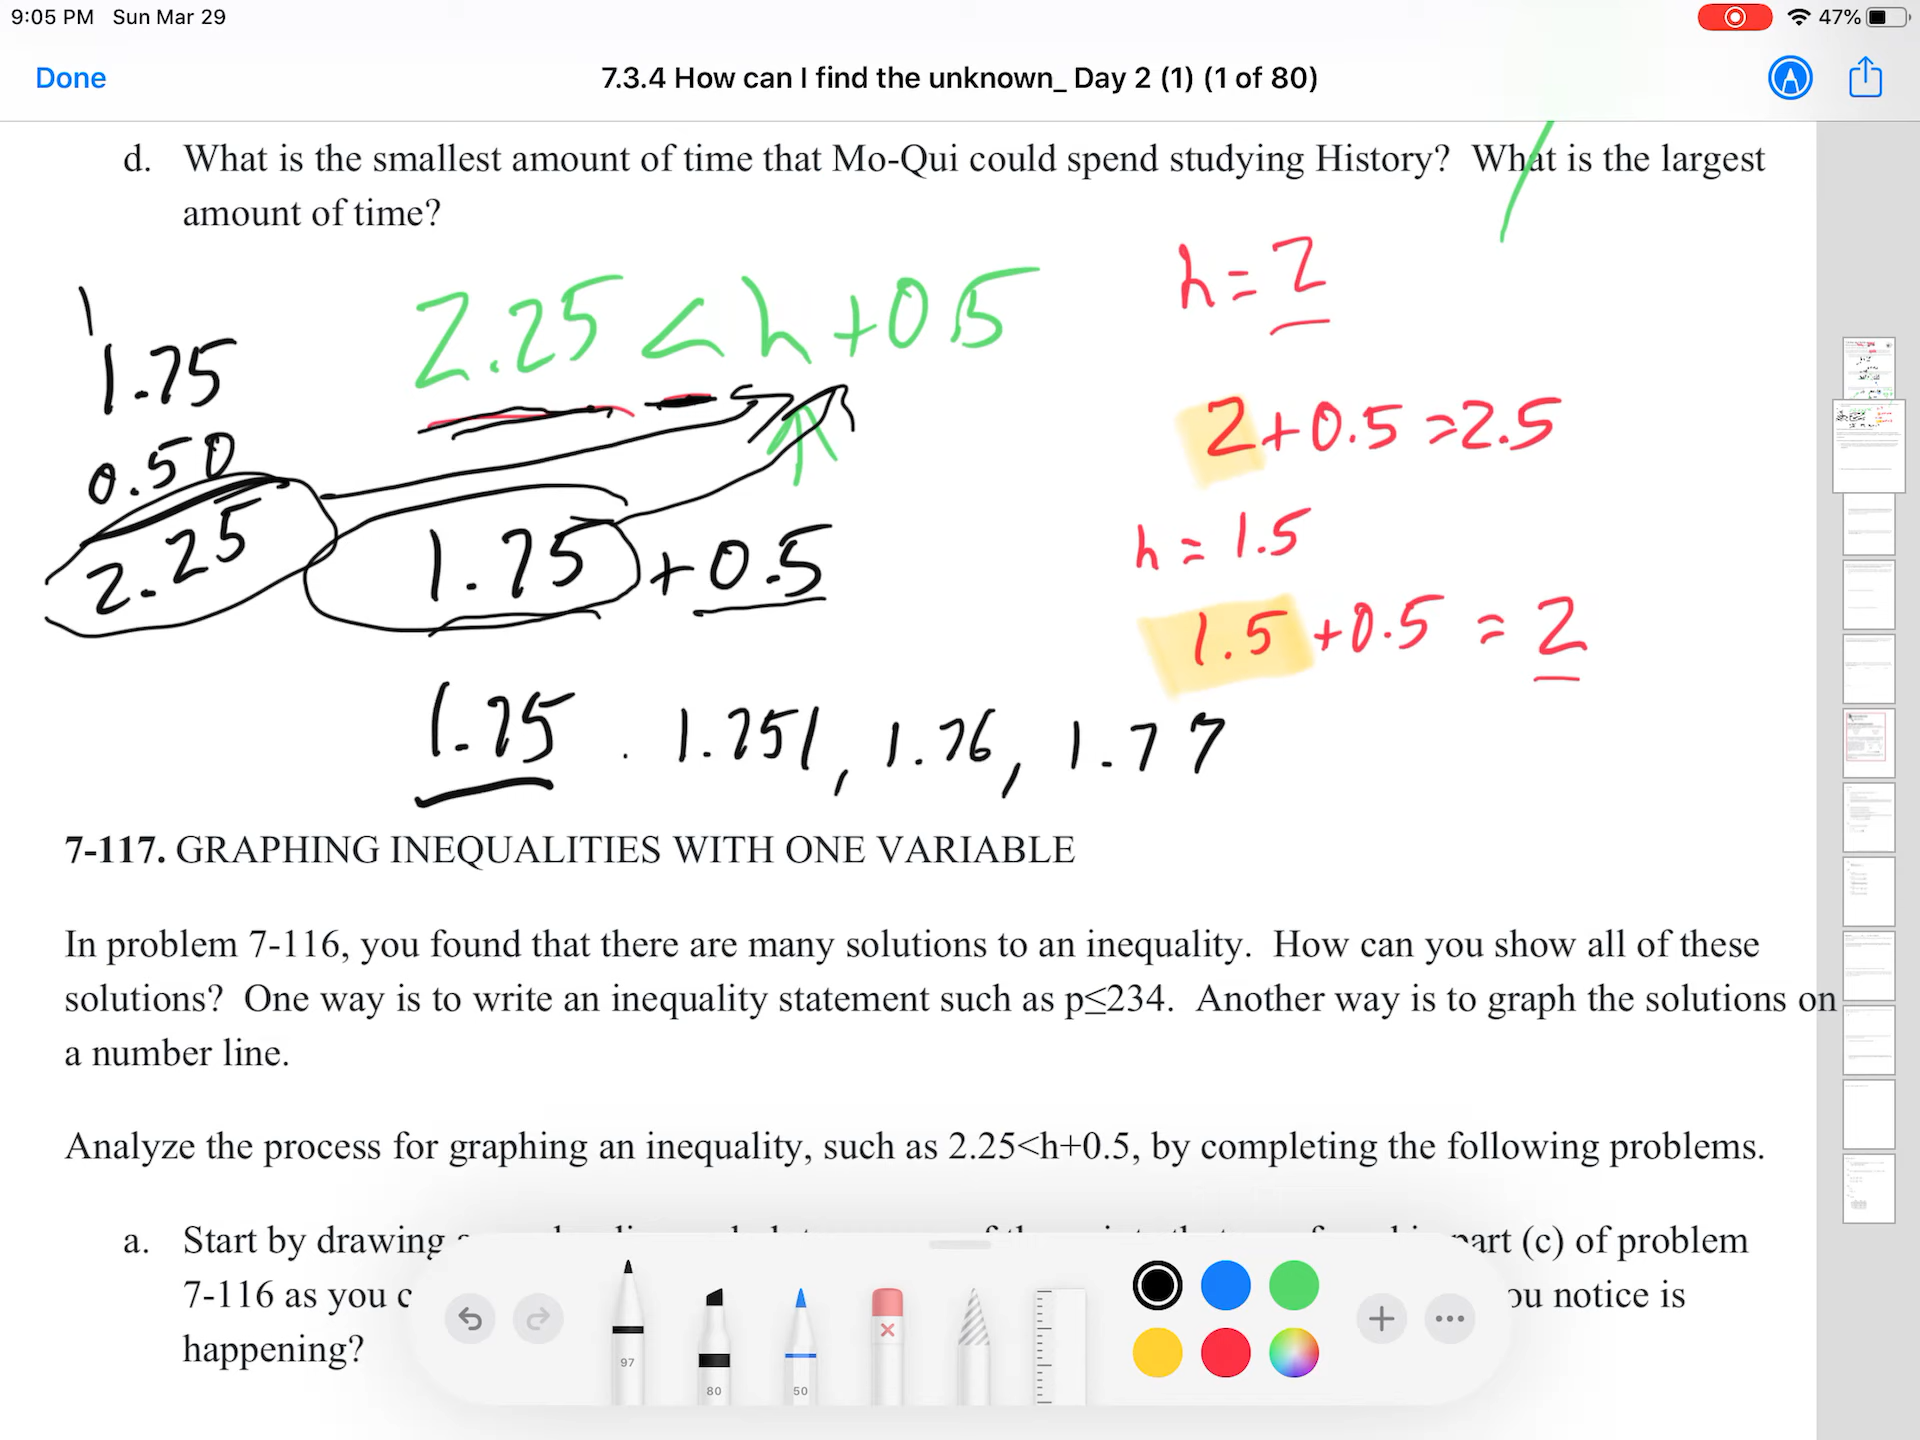 9:05 PM Sun Mar 29
47%
Done
7.3.4 How can I find the unknown_ Day 2 (1) (1 of 80)
d. What is the smallest amount of time that Mo-Qui could spend studying History? What is the largest
amount of time?
h = 2
2.25 < h + 0.5
1
1.75
2 + 0.5 = 2.5
0.50
2.25
1.75 + 0.5
h = 1.5
1.5 + 0.5 = 2
1.75 . 1.751, 1.76, 1.77
7-117. GRAPHING INEQUALITIES WITH ONE VARIABLE
In problem 7-116, you found that there are many solutions to an inequality. How can you show all of these
solutions? One way is to write an inequality statement such as p≤234. Another way is to graph the solutions on
a number line.
Analyze the process for graphing an inequality, such as 2.25<h+0.5, by completing the following problems.
a. Start by drawing part (c) of problem
7-116 as you ou notice is
happening?
97
80
50